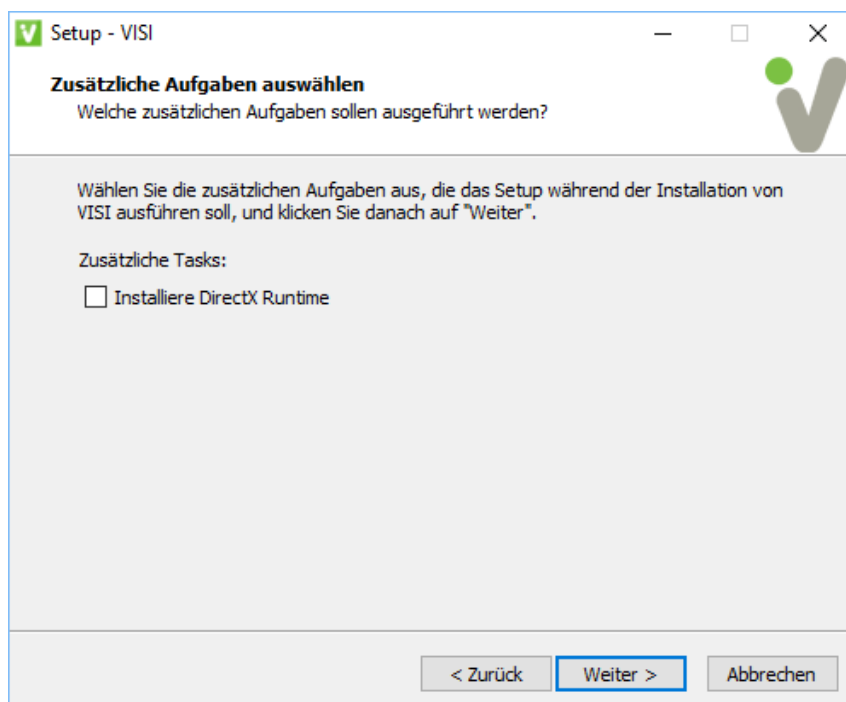 Setup - VISI
Zusätzliche Aufgaben auswählen
Welche zusätzlichen Aufgaben sollen ausgeführt werden?
Wählen Sie die zusätzlichen Aufgaben aus, die das Setup während der Installation von
VISI ausführen soll, und klicken Sie danach auf "Weiter".
Zusätzliche Tasks:
Installiere DirectX Runtime
< Zurück
Weiter >
Abbrechen